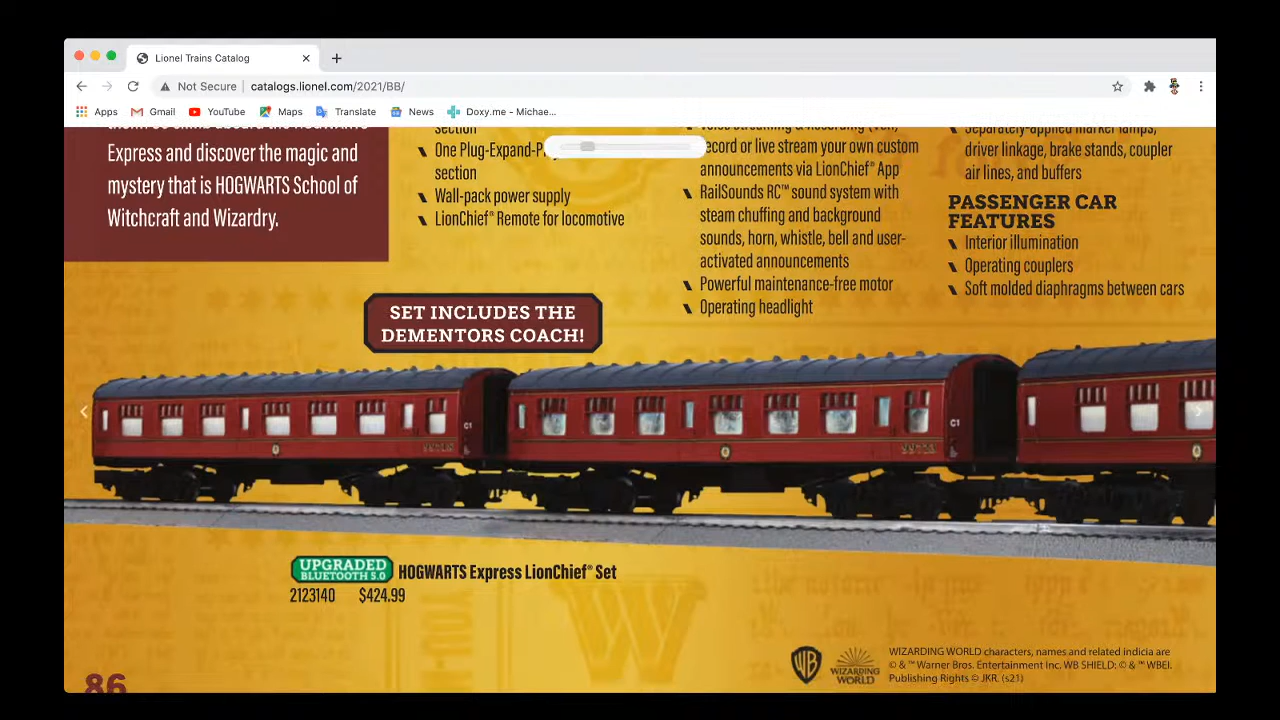 Lionel Trains Catalog
Not Secure
catalogs.lionel.com/2021/BB/
Apps
Gmail
YouTube
Maps
Translate
News
Doxy.me - Michae...
Express and discover the magic and
mystery that is HOGWARTS School of
Witchcraft and Wizardry.
section
One Plug-Expand-P
section
Wall-pack power supply
LionChief® Remote for locomotive
record or live stream your own custom
announcements via LionChief® App
RailSounds RC™ sound system with
steam chuffing and background
sounds, horn, whistle, bell and user-
activated announcements
Powerful maintenance-free motor
Operating headlight
Separately-applied marker lamps,
driver linkage, brake stands, coupler
air lines, and buffers
PASSENGER CAR
FEATURES
Interior illumination
Operating couplers
Soft molded diaphragms between cars
SET INCLUDES THE
DEMENTORS COACH!
C1
C1
UPGRADED
BLUETOOTH 5.0
HOGWARTS Express LionChief® Set
2123140 $424.99
W
86
WB
WIZARDING
WORLD
WIZARDING WORLD characters, names and related indicia are
© & ™ Warner Bros. Entertainment Inc. WB SHIELD: © & ™ WBEI.
Publishing Rights © JKR. (s21)